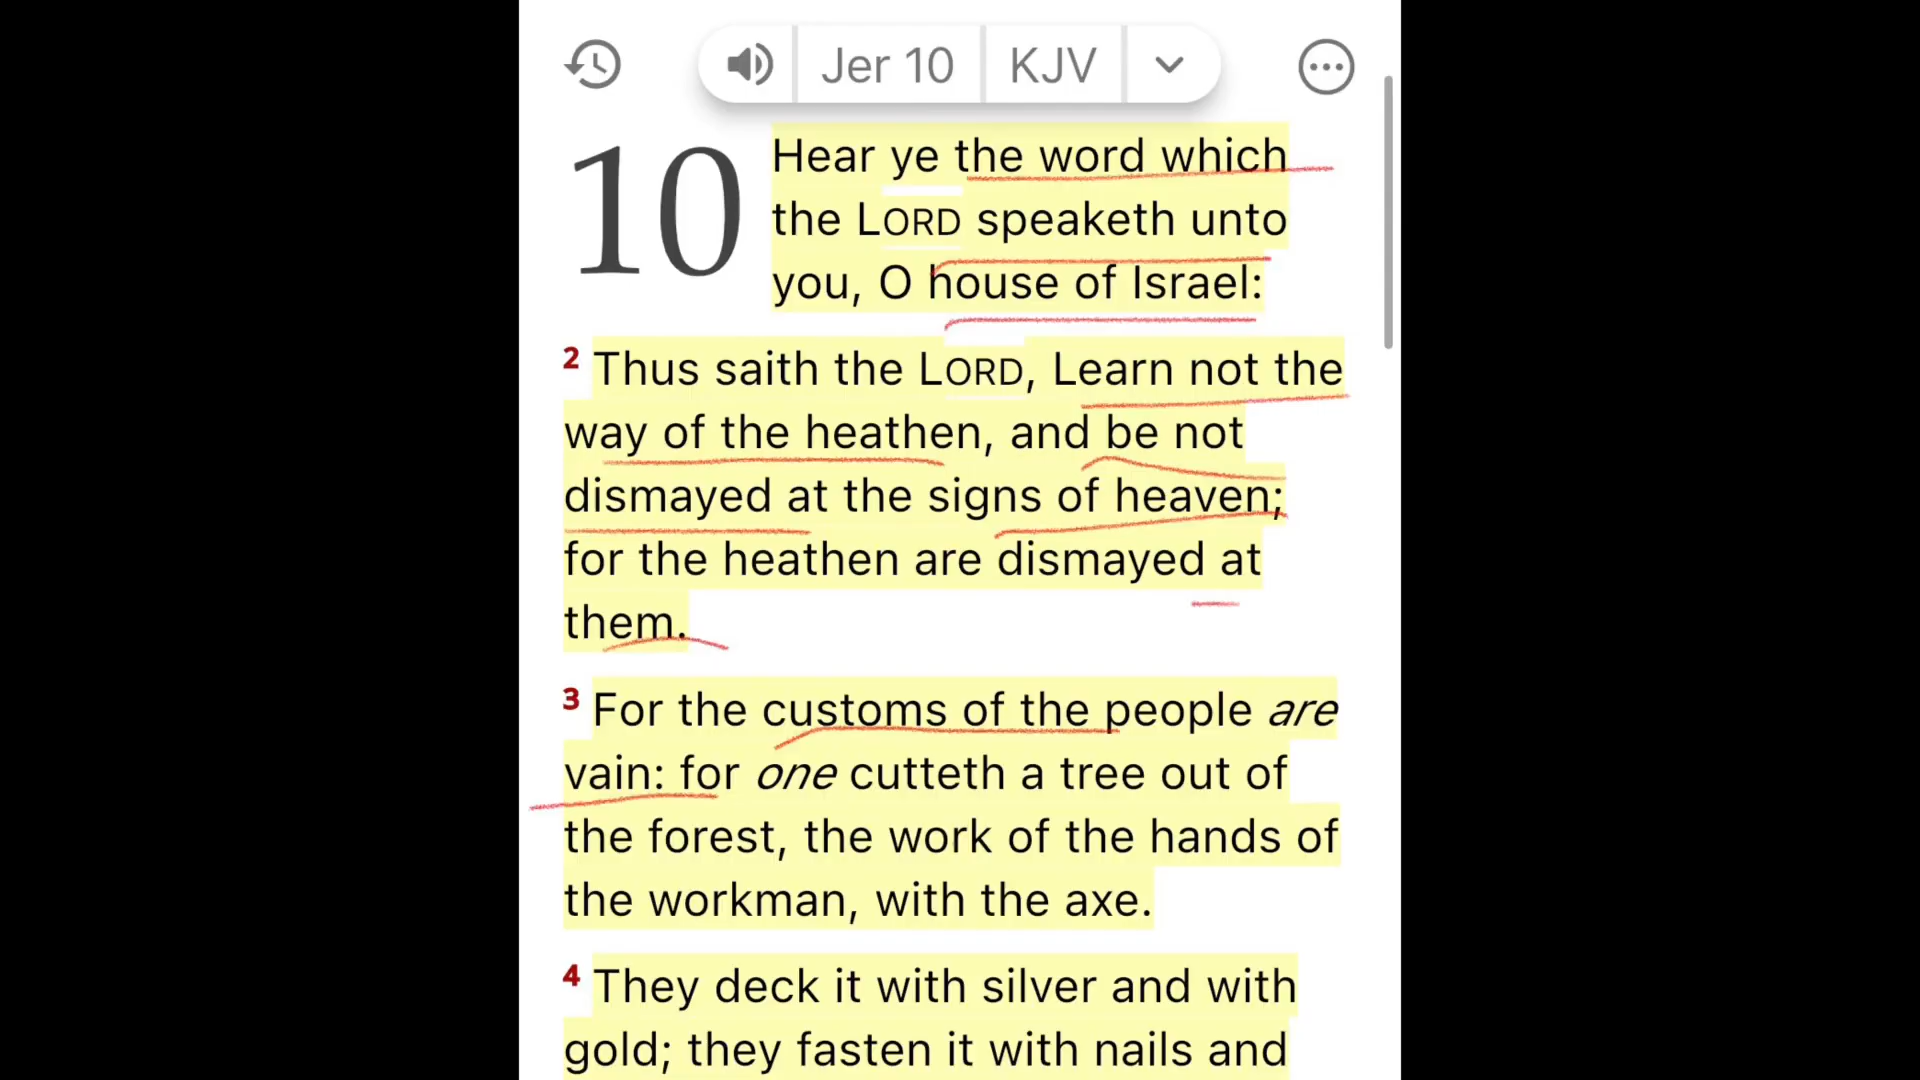 Jer 10 KJV
10 Hear ye the word which
the LORD speaketh unto
you, O house of Israel:
2 Thus saith the LORD, Learn not the
way of the heathen, and be not
dismayed at the signs of heaven;
for the heathen are dismayed at
them.
3 For the customs of the people are
vain: for one cutteth a tree out of
the forest, the work of the hands of
the workman, with the axe.
4 They deck it with silver and with
gold; they fasten it with nails and